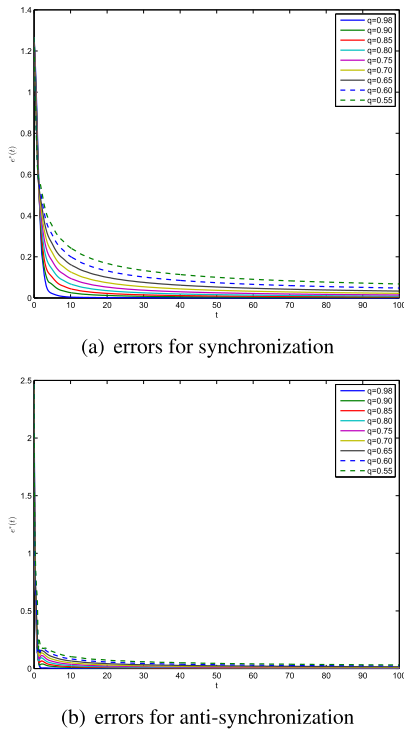 1.4
1.2
1
0.8
0.6
0.4
0.2
0
e*(t)
0 10 20 30 40 50 60 70 80 90 100
t
q=0.98
q=0.90
q=0.85
q=0.80
q=0.75
q=0.70
q=0.65
q=0.60
q=0.55
(a) errors for synchronization
2.5
2
1.5
1
0.5
0
e*(t)
0 10 20 30 40 50 60 70 80 90 100
t
q=0.98
q=0.90
q=0.85
q=0.80
q=0.75
q=0.70
q=0.65
q=0.60
q=0.55
(b) errors for anti-synchronization